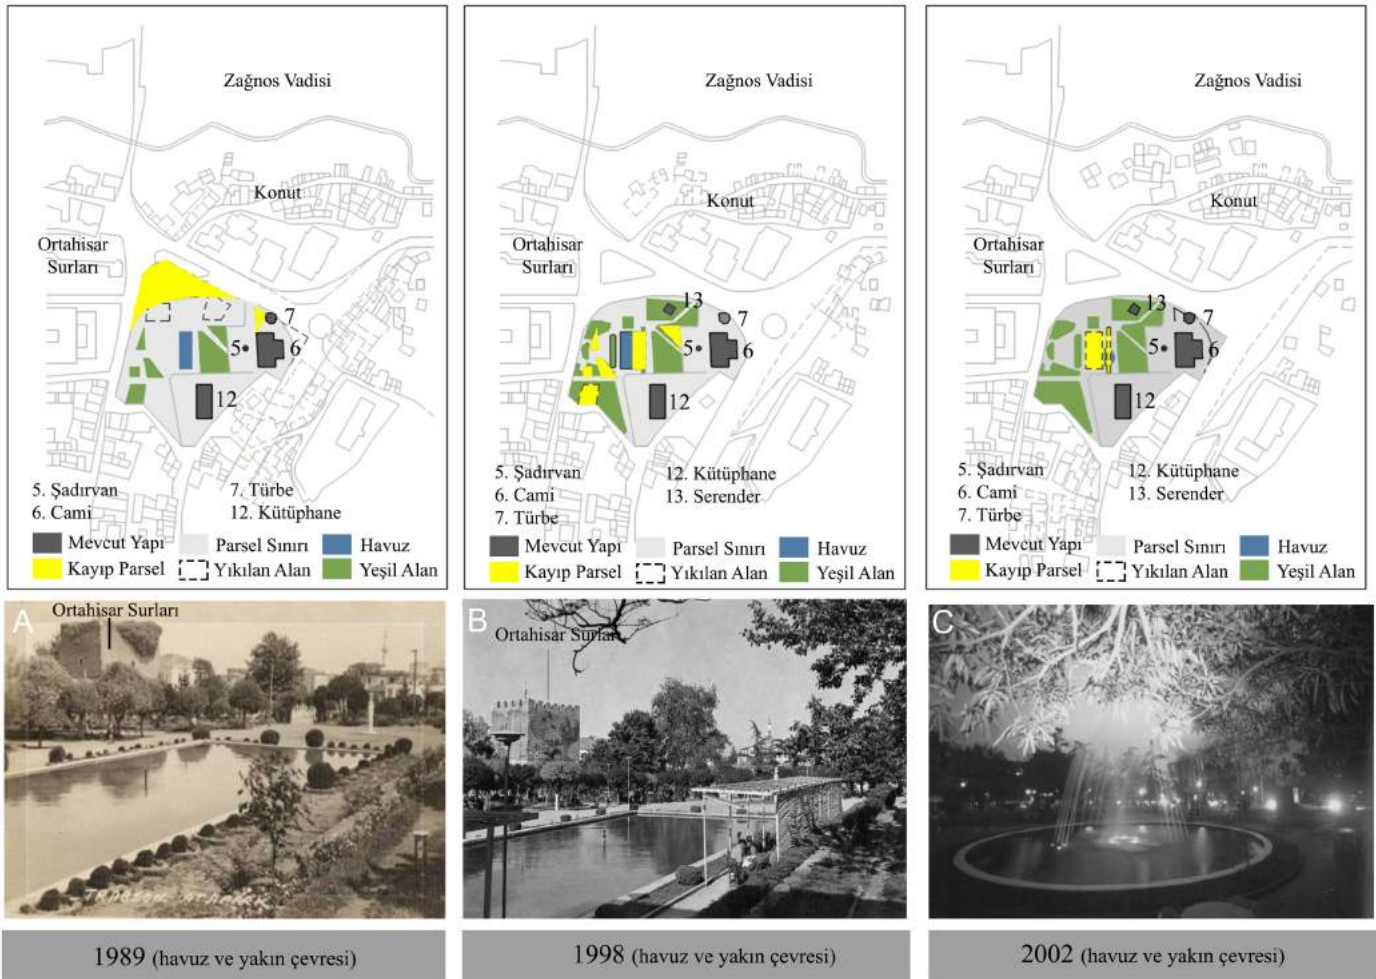 Zağnos Vadisi
Konut
Ortahisar
Surları
7
5
6
12
5. Şadırvan
6. Cami
7. Türbe
12. Kütüphane
Mevcut Yapı
Parsel Sınırı
Havuz
Kayıp Parsel
Yıkılan Alan
Yeşil Alan
Zağnos Vadisi
Konut
Ortahisar
Surları
13
7
5
6
12
5. Şadırvan
6. Cami
7. Türbe
12. Kütüphane
13. Serender
Mevcut Yapı
Parsel Sınırı
Havuz
Kayıp Parsel
Yıkılan Alan
Yeşil Alan
Zağnos Vadisi
Konut
Ortahisar
Surları
13
7
5
6
12
5. Şadırvan
6. Cami
7. Türbe
12. Kütüphane
13. Serender
Mevcut Yapı
Parsel Sınırı
Havuz
Kayıp Parsel
Yıkılan Alan
Yeşil Alan
A
Ortahisar Surları
TRABZON ATAPARK
B
Ortahisar Surları
C
1989 (havuz ve yakın çevresi)
1998 (havuz ve yakın çevresi)
2002 (havuz ve yakın çevresi)